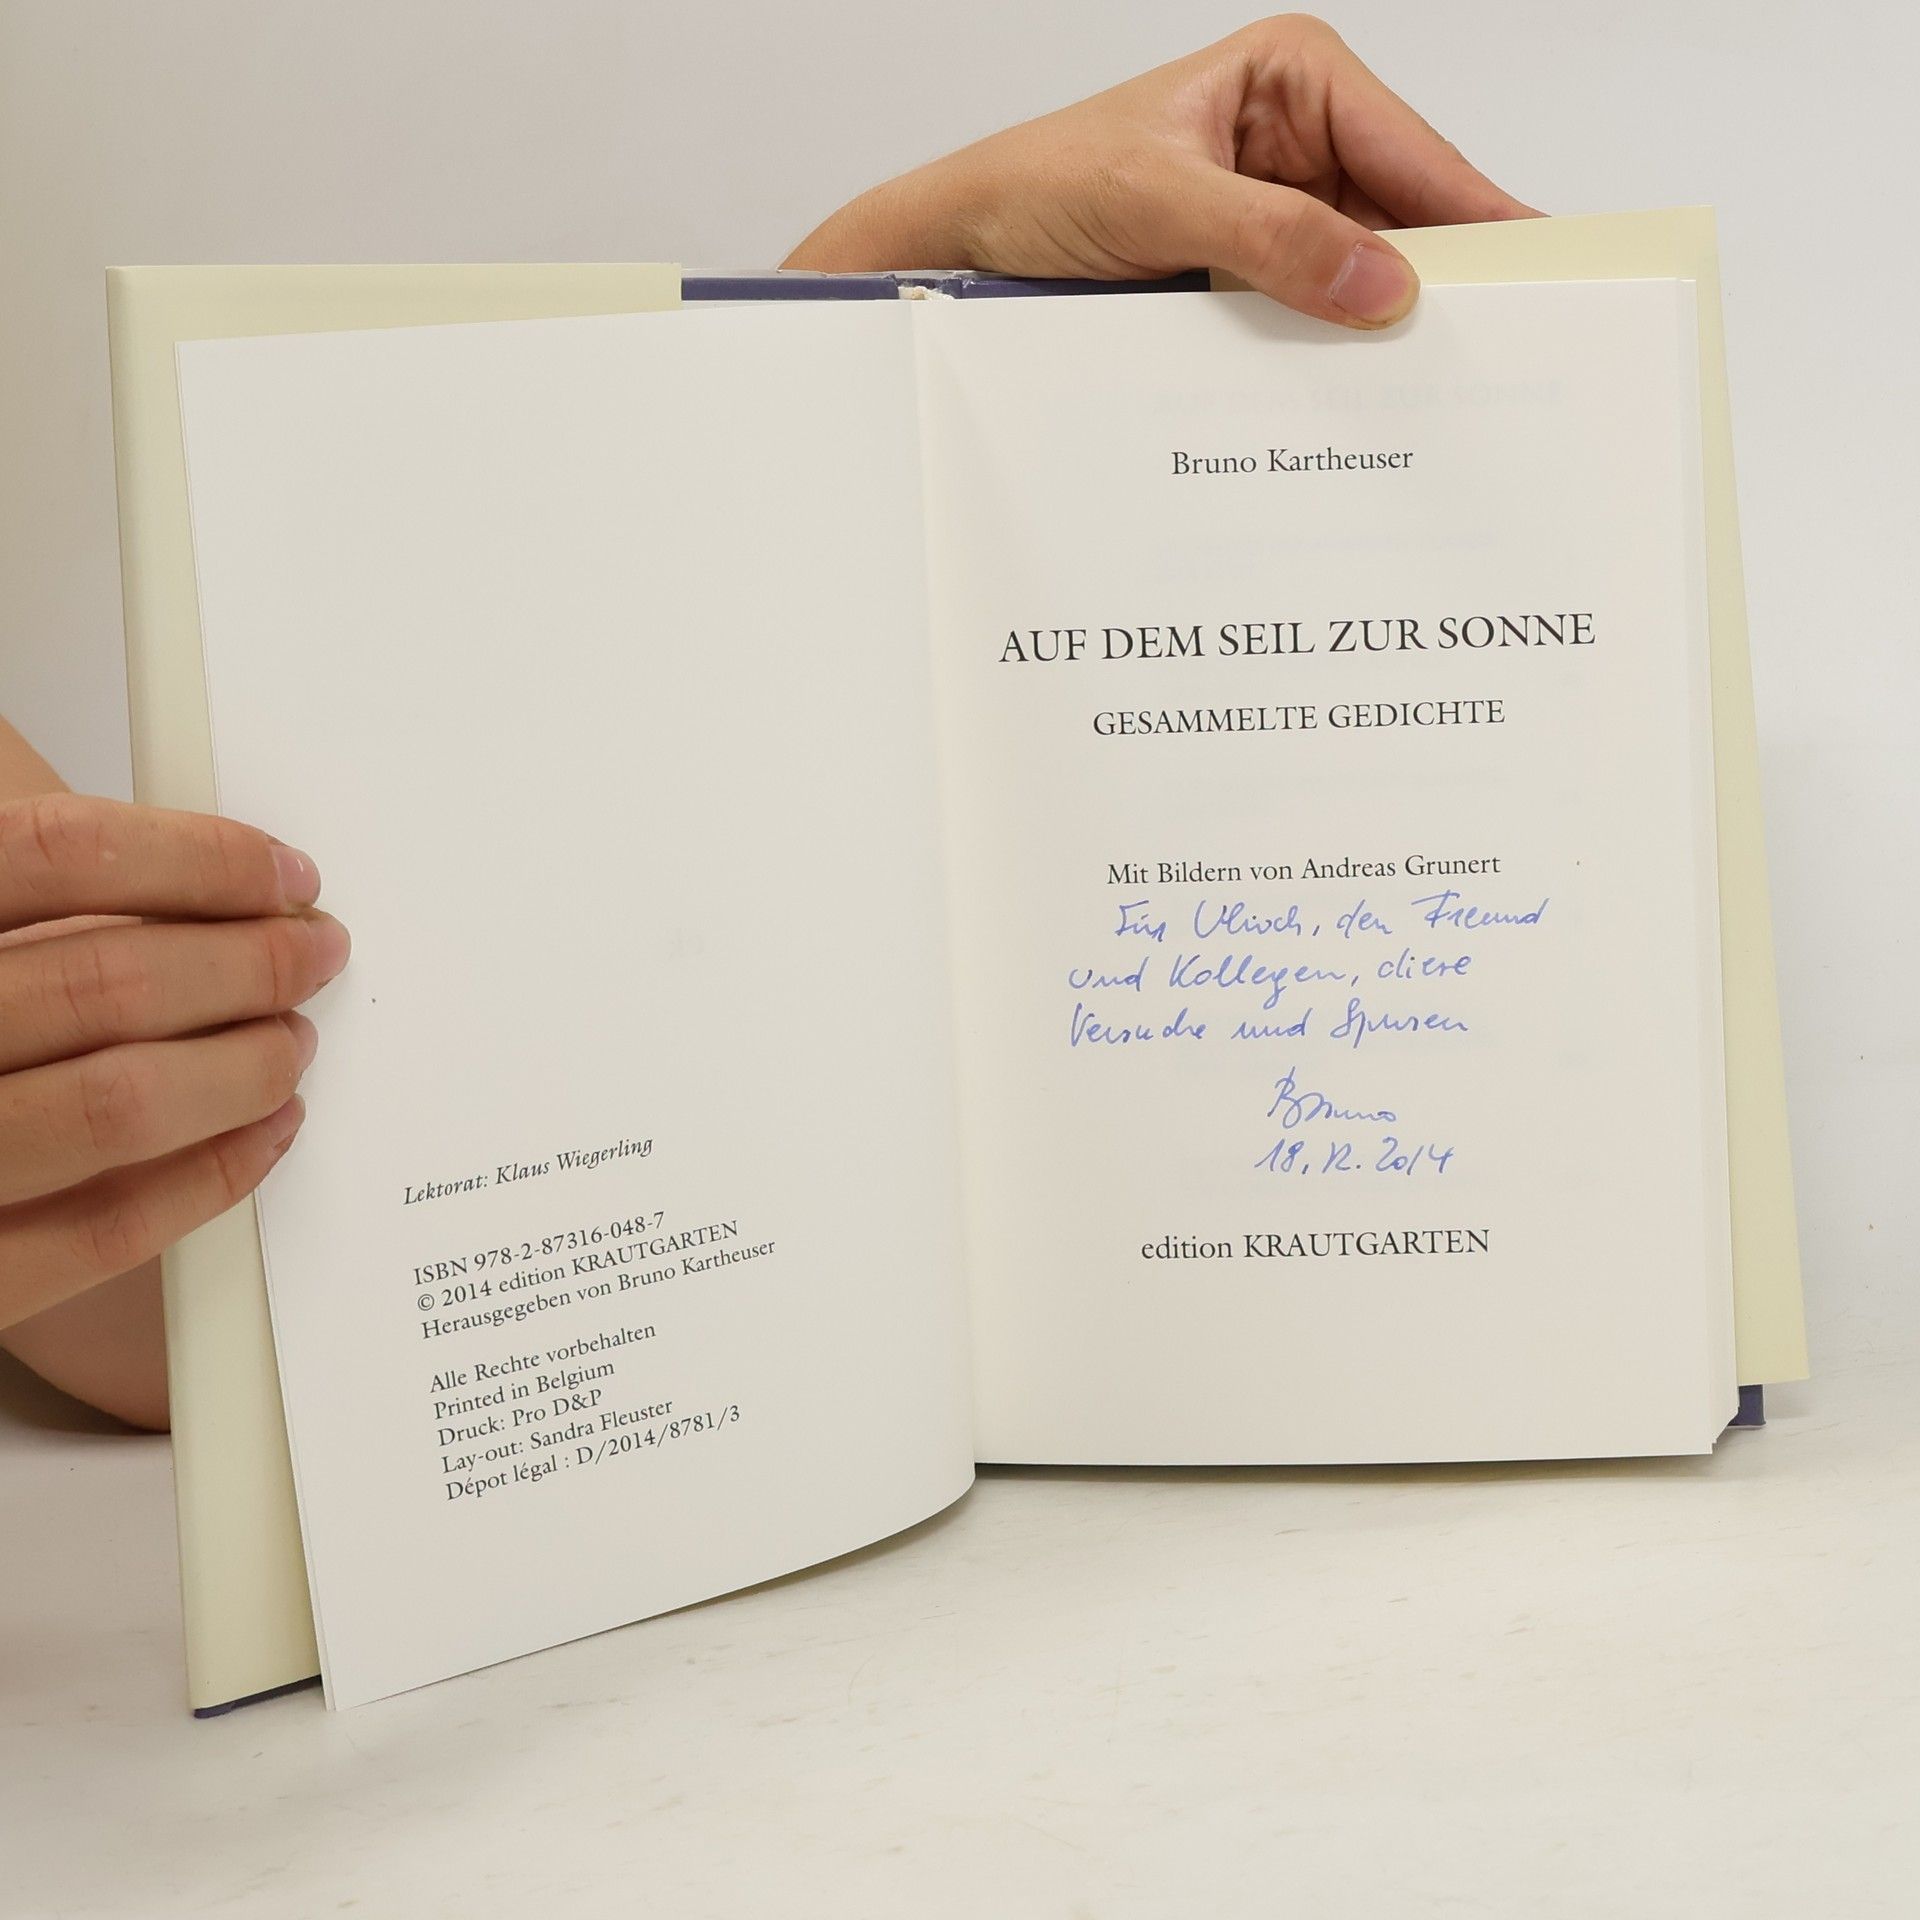 Lektorat: Klaus Wiegerling
ISBN 978-2-87316-048-7
© 2014 edition KRAUTGARTEN
Herausgegeben von Bruno Kartheuser
Alle Rechte vorbehalten
Printed in Belgium
Druck: Pro D&P
Lay-out: Sandra Fleuster
Dépot légal : D/2014/8781/3
Bruno Kartheuser
AUF DEM SEIL ZUR SONNE
GESAMMELTE GEDICHTE
Mit Bildern von Andreas Grunert
Für Ulrich, den Freund
und Kollegen, diese
Versuche und Spuren
Bruno
18. 12. 2014
edition KRAUTGARTEN